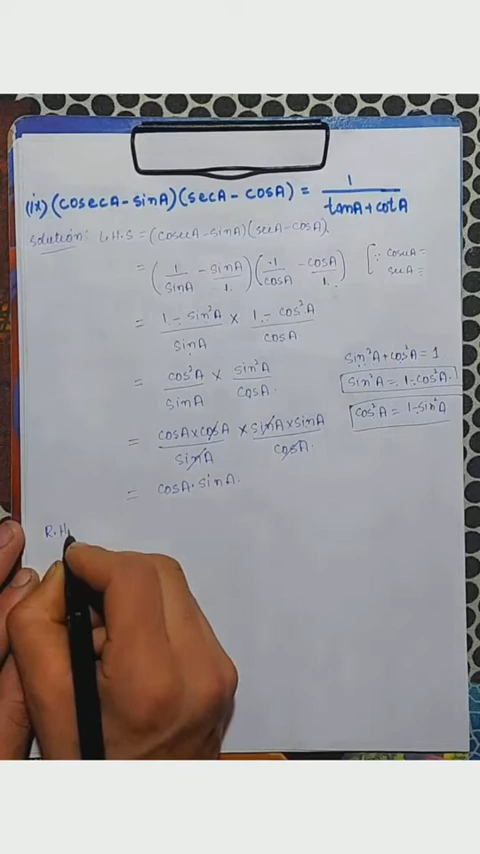 (ix) (cosecA - sinA) (secA - cosA) = 1 / tanA + cotA
Solution: L.H.S = (cosecA - sinA) (secA - cosA).
= (1/sinA - sinA/1.) (1/cosA - cosA/1.) [∵ cosecA =
secA =
= 1 - sin²A / sinA × 1 - cos²A / cosA
sin²A + cos²A = 1
= cos²A / sinA × sin²A / cosA.
sin²A = 1 - cos²A.
cos²A = 1 - sin²A
= cosA × cosA / sinA × sinA × sinA / cosA.
= cosA . sinA.
R.H